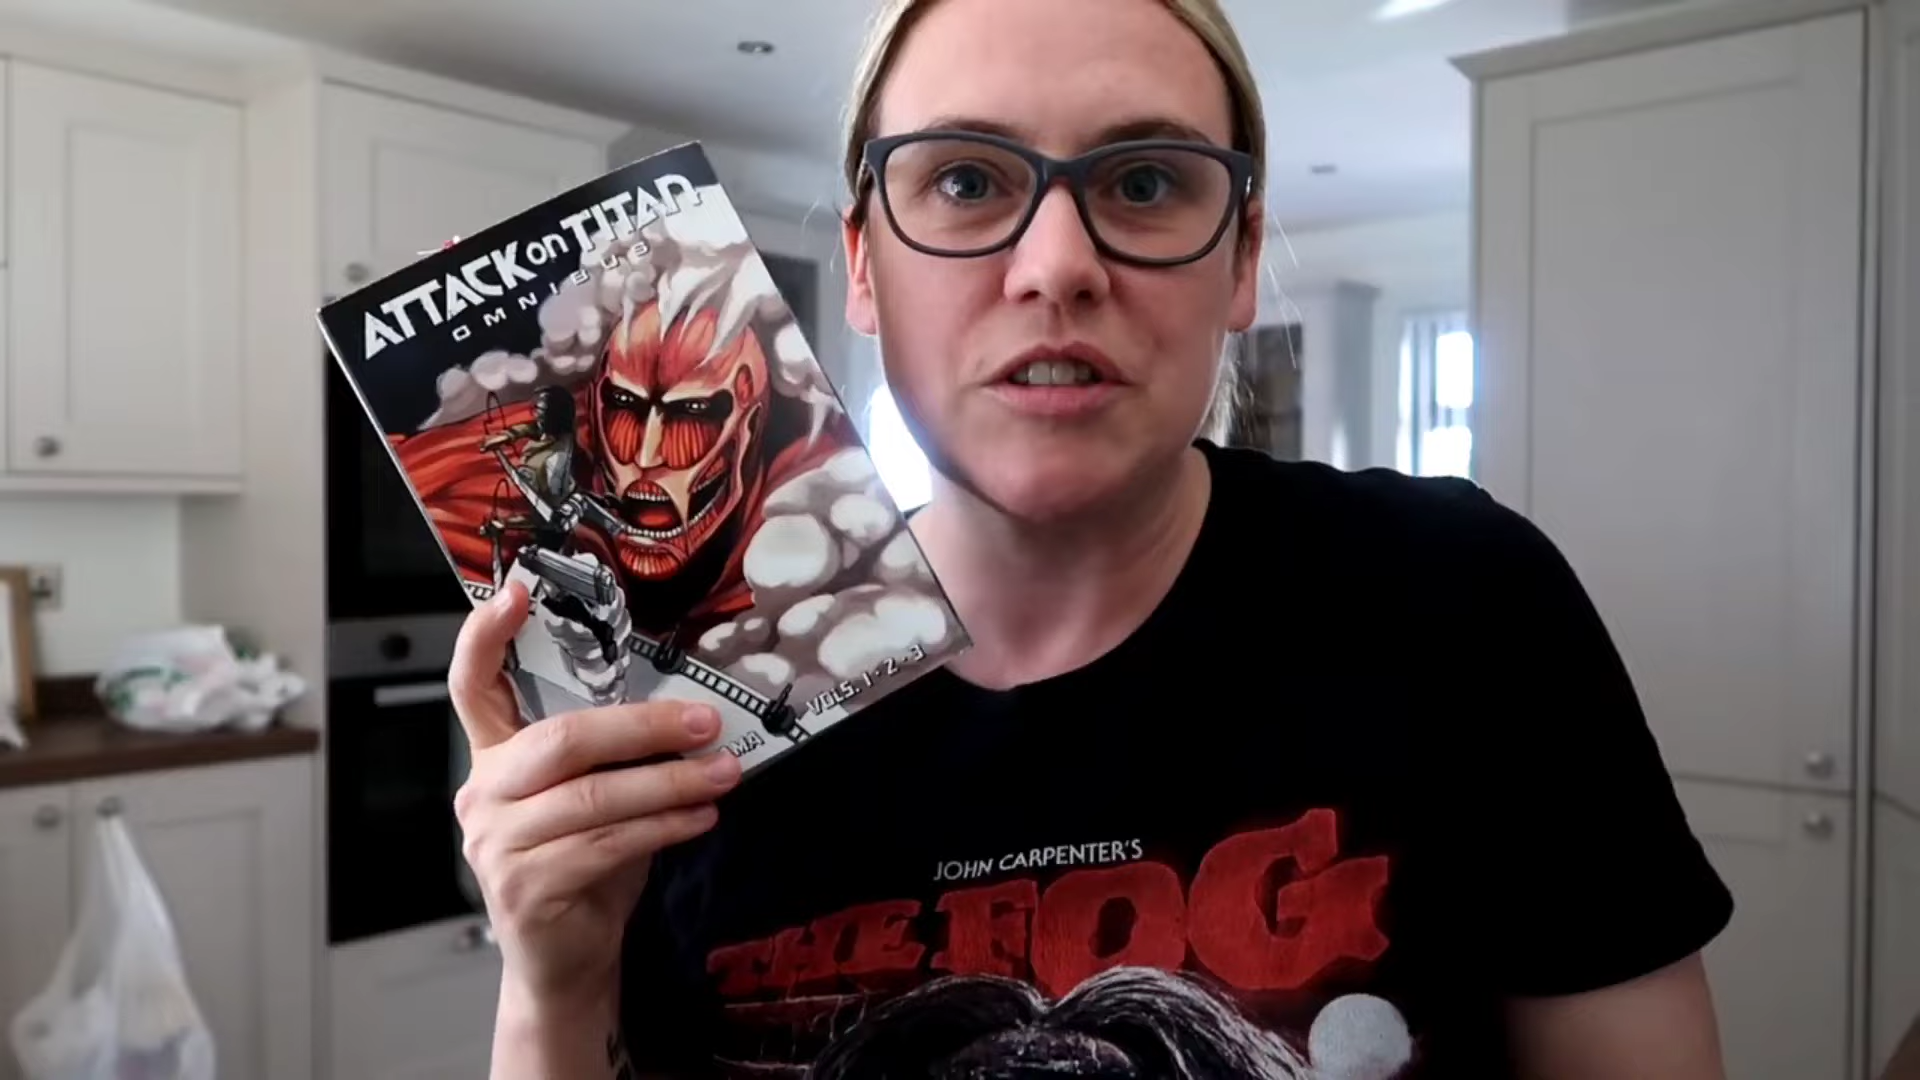 ATTACK on TITAN
OMNIBUS
VOLS. 1 · 2 · 3
JOHN CARPENTER'S
THE FOG